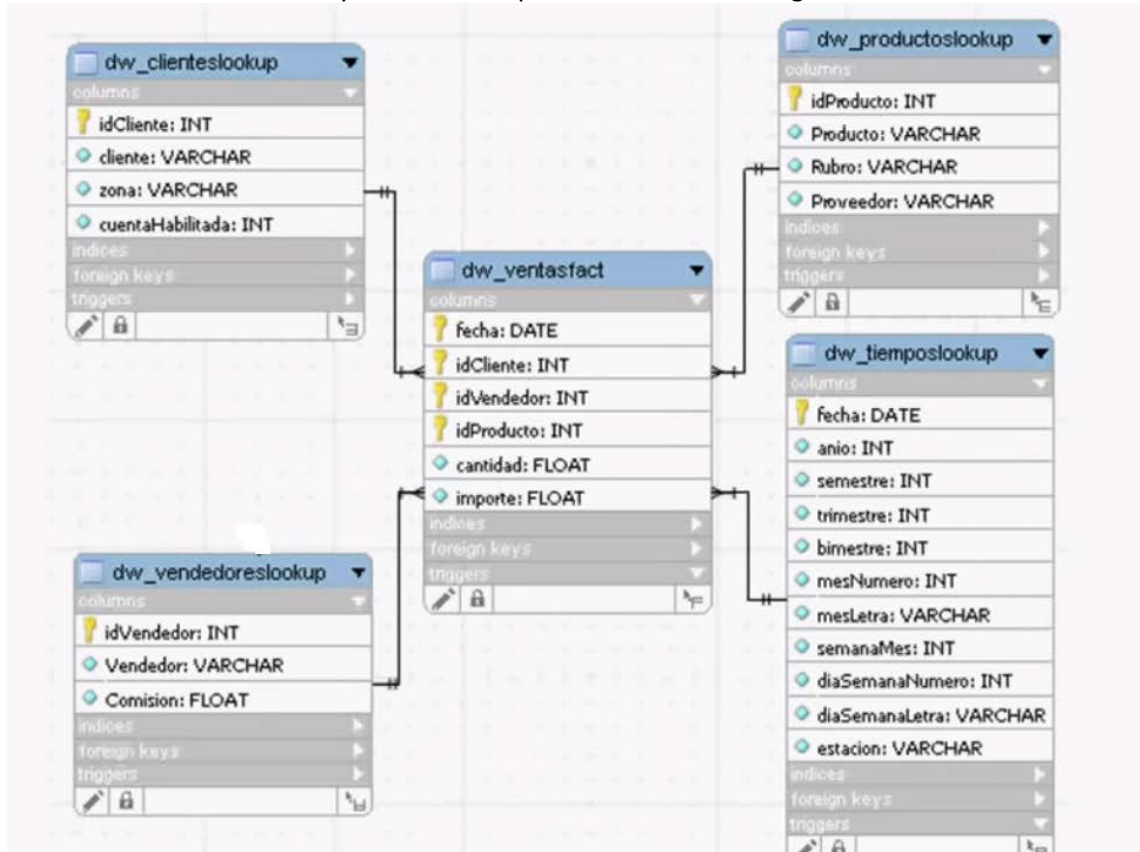 dw_clienteslookup
columns
idCliente: INT
cliente: VARCHAR
zona: VARCHAR
cuentaHabilitada: INT
indices
foreign keys
triggers
dw_productoslookup
columns
idProducto: INT
Producto: VARCHAR
Rubro: VARCHAR
Proveedor: VARCHAR
indices
foreign keys
triggers
dw_ventasfact
columns
fecha: DATE
idCliente: INT
idVendedor: INT
idProducto: INT
cantidad: FLOAT
importe: FLOAT
indices
foreign keys
triggers
dw_tiemposlookup
columns
fecha: DATE
anio: INT
semestre: INT
trimestre: INT
bimestre: INT
mesNumero: INT
mesLetra: VARCHAR
semanaMes: INT
diaSemanaNumero: INT
diaSemanaLetra: VARCHAR
estacion: VARCHAR
indices
foreign keys
triggers
dw_vendedoreslookup
columns
idVendedor: INT
Vendedor: VARCHAR
Comision: FLOAT
indices
foreign keys
triggers